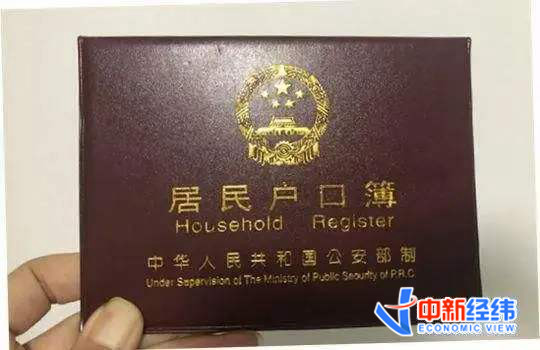 居民户口簿
Household Register
中华人民共和国公安部制
Under Supervision of The Ministry of Public Security of P.R.C
中新经纬
ECONOMIC VIEW